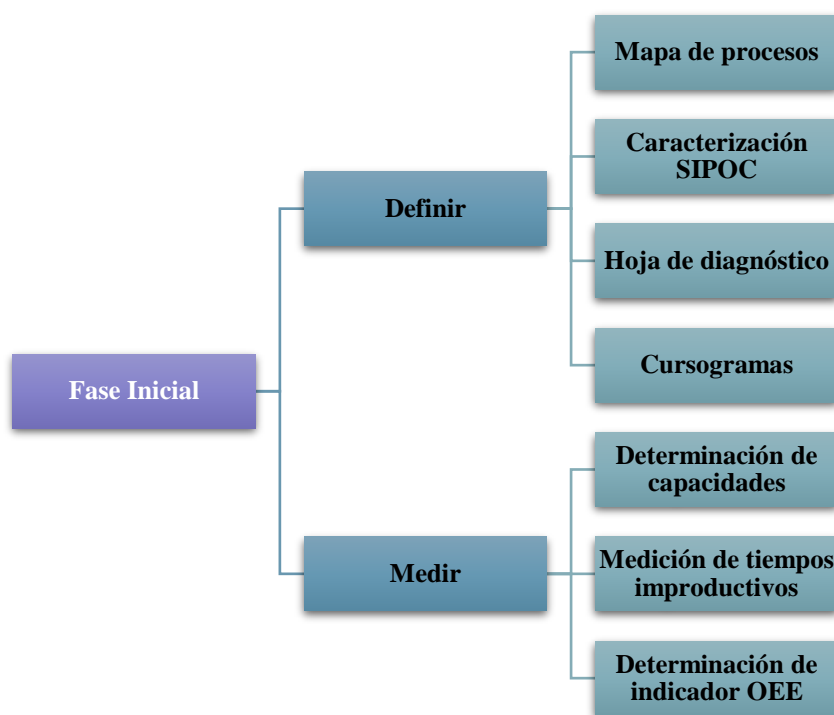 Mapa de procesos
Caracterización
SIPOC
Definir
Hoja de diagnóstico
Cursogramas
Fase Inicial
Determinación de
capacidades
Medir
Medición de tiempos
improductivos
Determinación de
indicador OEE